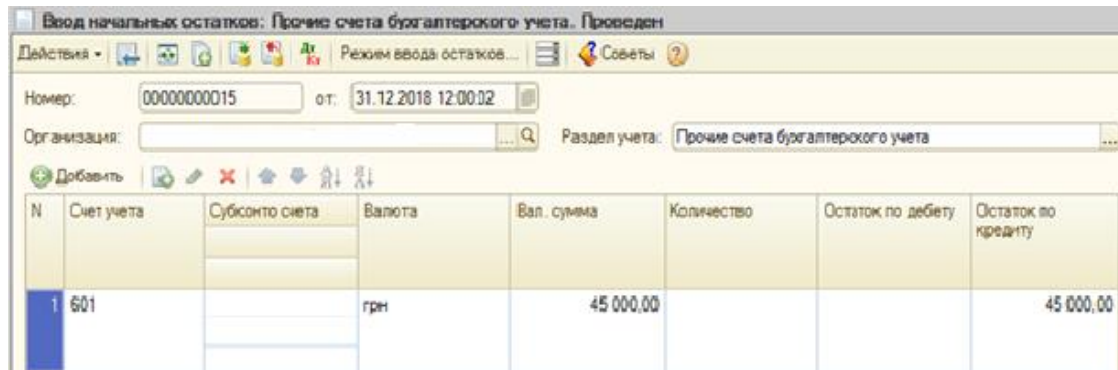 Ввод начальных остатков: Прочие счета бухгалтерского учета. Проведен
Действия Режим ввода остатков... Советы
Номер: 00000000015 от: 31.12.2018 12:00:02
Организация: ... Раздел учета: Прочие счета бухгалтерского учета ...
Добавить
N Счет учета Субконто счета Валюта Вал. сумма Количество Остаток по дебету Остаток по
кредиту
1 601 грн 45 000,00 45 000,00